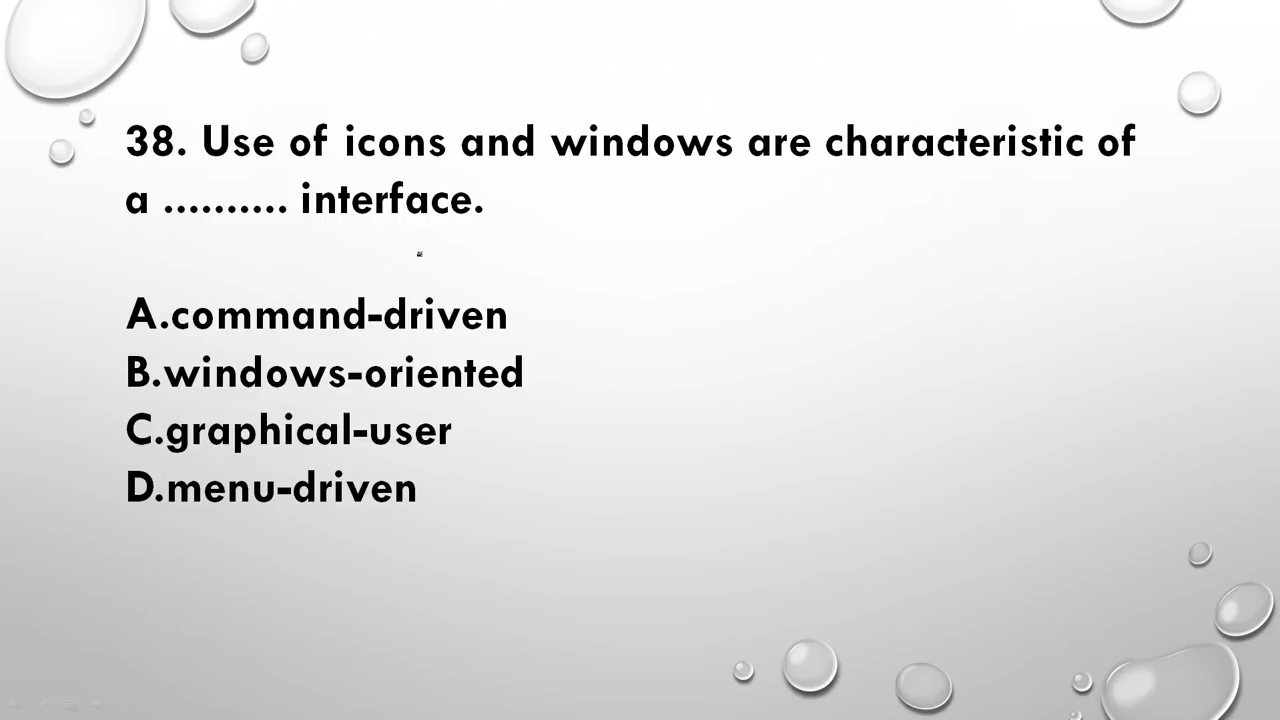 38. Use of icons and windows are characteristic of
a .......... interface.
A.command-driven
B.windows-oriented
C.graphical-user
D.menu-driven